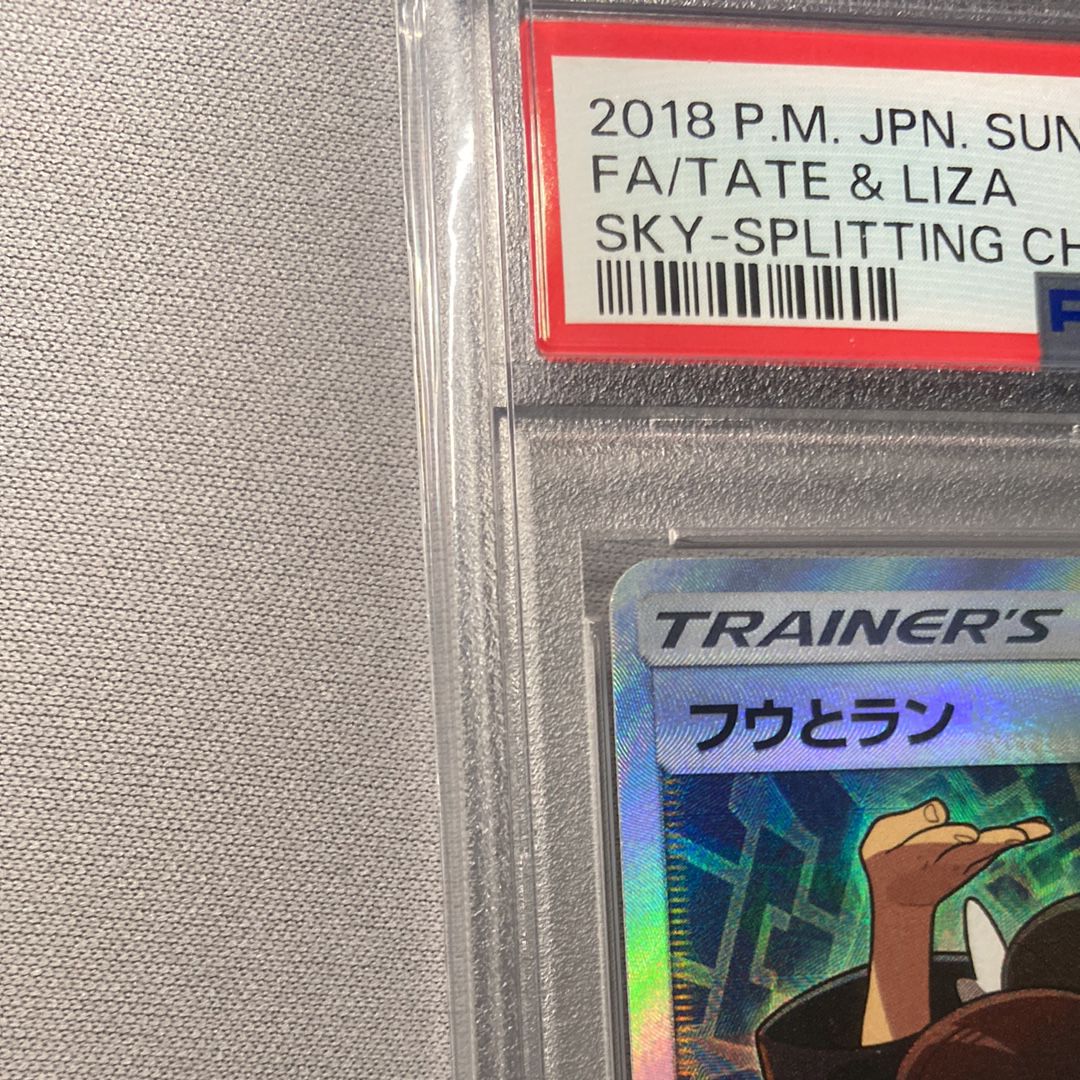 2018 P.M. JPN. SUN
FA/TATE & LIZA
SKY-SPLITTING CH
TRAINER'S
フウとラン